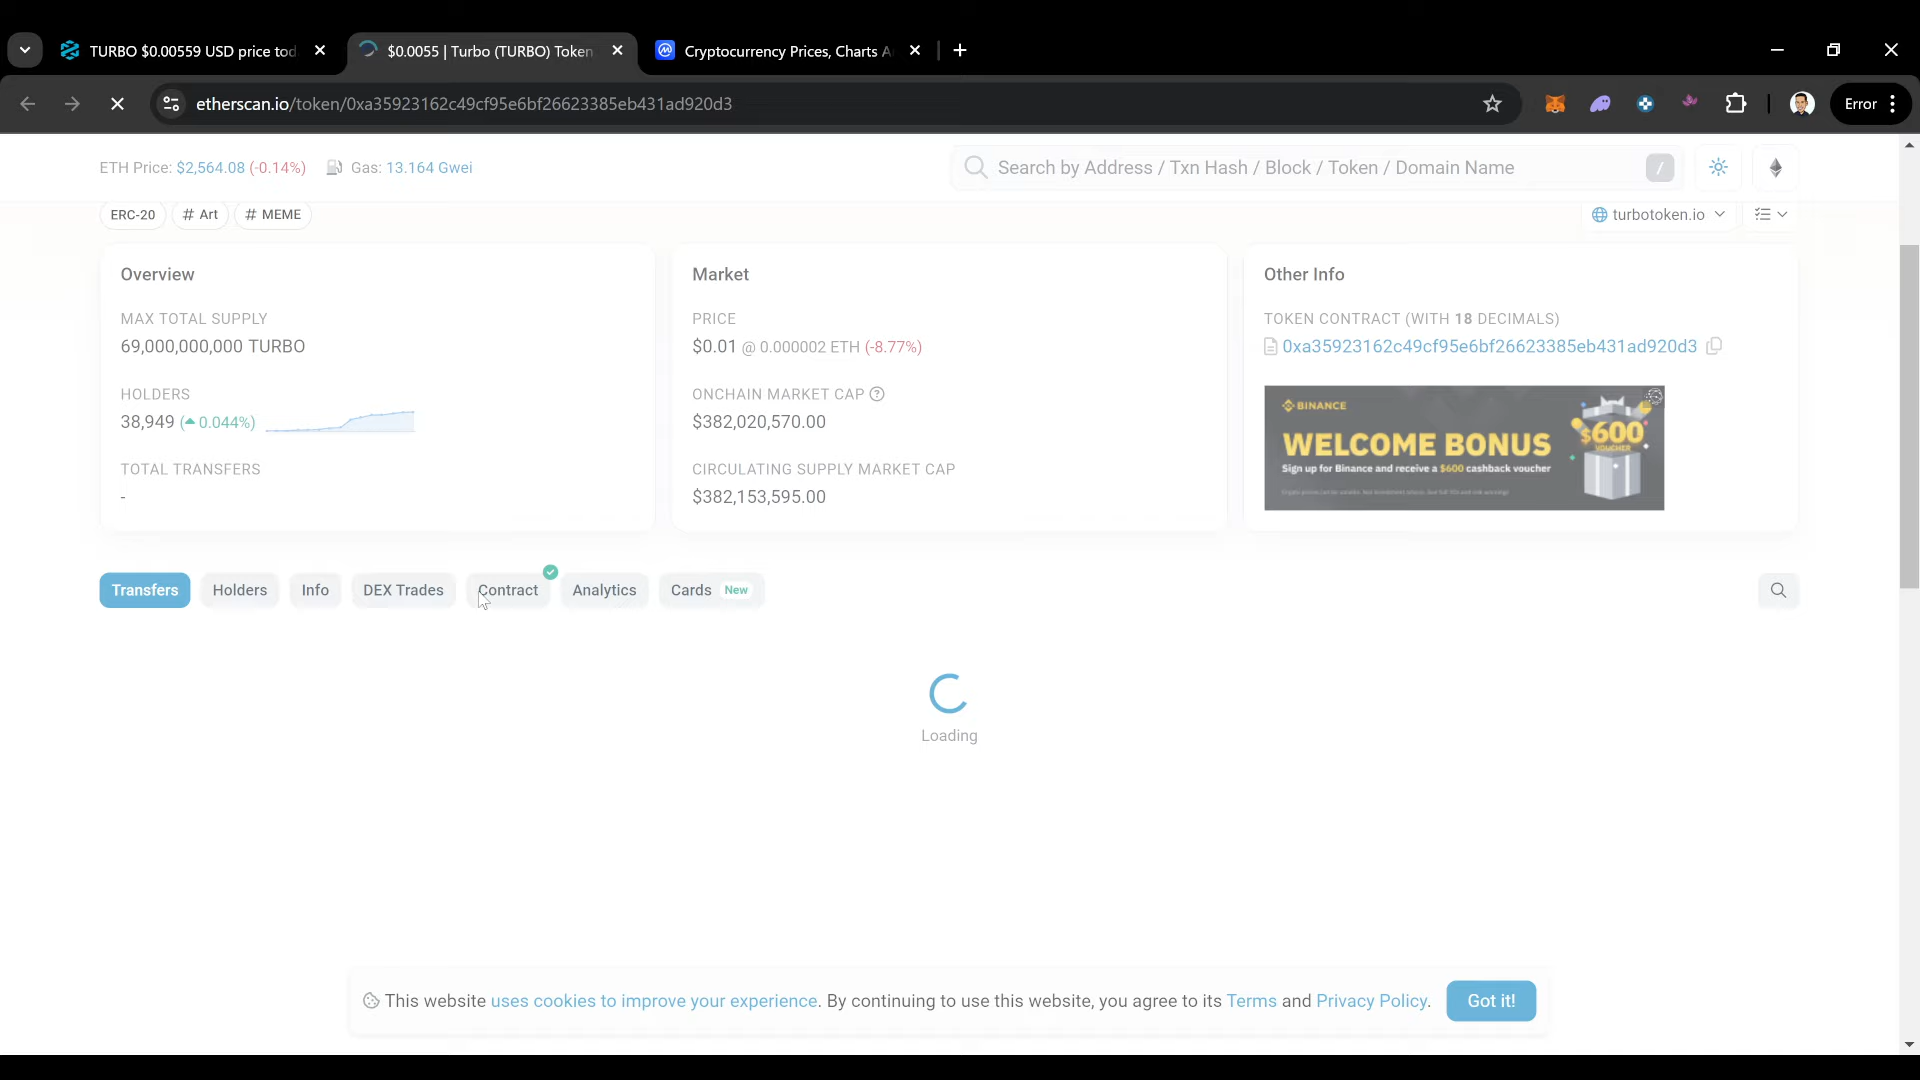 TURBO $0.00559 USD price tod
$0.0055 | Turbo (TURBO) Token
Cryptocurrency Prices, Charts A
etherscan.io/token/0xa35923162c49cf95e6bf26623385eb431ad920d3
Error
ETH Price: $2,564.08 (-0.14%) Gas: 13.164 Gwei
Search by Address / Txn Hash / Block / Token / Domain Name
/
ERC-20 # Art # MEME
turbotoken.io
Overview
MAX TOTAL SUPPLY
69,000,000,000 TURBO
HOLDERS
38,949 (0.044%)
TOTAL TRANSFERS
-
Market
PRICE
$0.01 @ 0.000002 ETH (-8.77%)
ONCHAIN MARKET CAP
$382,020,570.00
CIRCULATING SUPPLY MARKET CAP
$382,153,595.00
Other Info
TOKEN CONTRACT (WITH 18 DECIMALS)
0xa35923162c49cf95e6bf26623385eb431ad920d3
BINANCE
WELCOME BONUS
Sign up for Binance and receive a $600 cashback voucher
$600
VOUCHER
Transfers Holders Info DEX Trades Contract Analytics Cards New
Loading
This website uses cookies to improve your experience. By continuing to use this website, you agree to its Terms and Privacy Policy.
Got it!